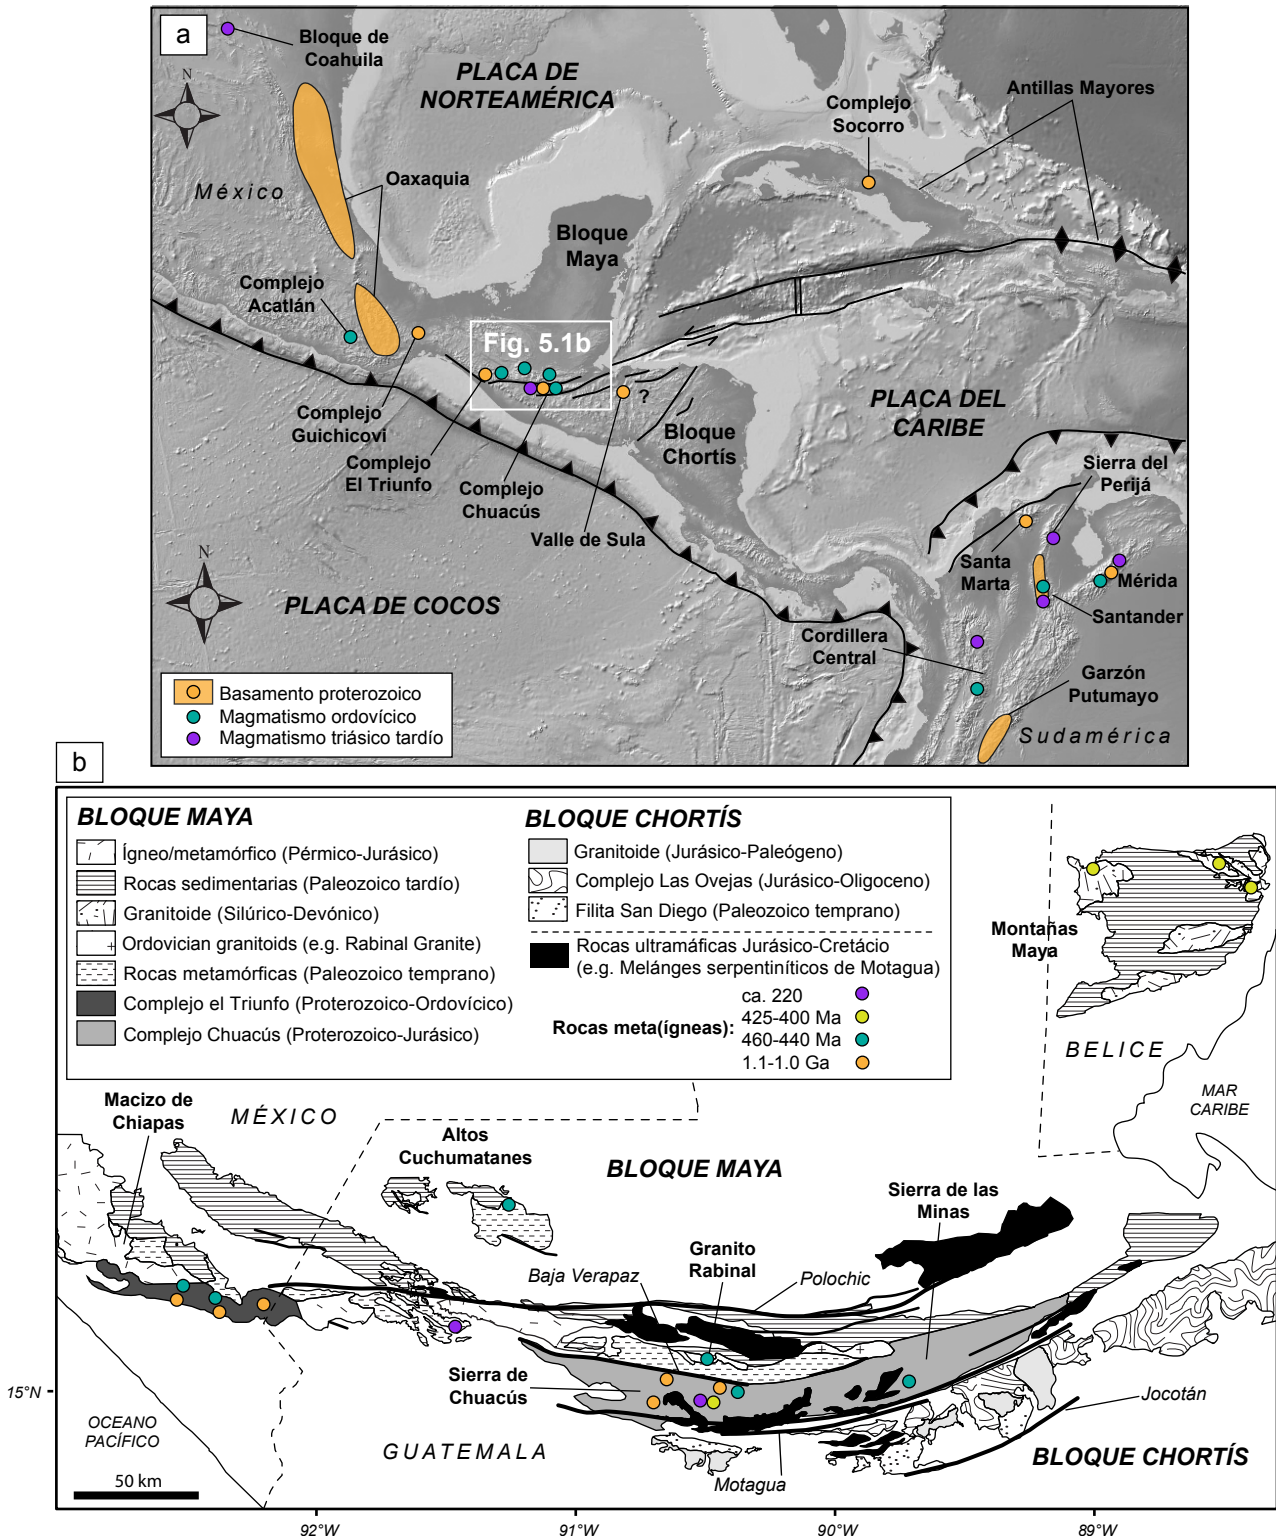 a
Bloque de
Coahuila
PLACA DE
NORTEAMÉRICA
Complejo
Socorro
Antillas Mayores
N
México
Oaxaquia
Bloque
Maya
Complejo
Acatlán
Fig. 5.1b
?
Complejo
Guichicovi
Complejo
El Triunfo
Complejo
Chuacús
Valle de Sula
Bloque
Chortís
PLACA DEL
CARIBE
Sierra del
Perijá
Santa
Marta
Mérida
Santander
N
PLACA DE COCOS
Cordillera
Central
Garzón
Putumayo
Sudamérica
Basamento proterozoico
Magmatismo ordovícico
Magmatismo triásico tardío
b
BLOQUE MAYA
Ígneo/metamórfico (Pérmico-Jurásico)
Rocas sedimentarias (Paleozoico tardío)
Granitoide (Silúrico-Devónico)
Ordovician granitoids (e.g. Rabinal Granite)
Rocas metamórficas (Paleozoico temprano)
Complejo el Triunfo (Proterozoico-Ordovícico)
Complejo Chuacús (Proterozoico-Jurásico)
BLOQUE CHORTÍS
Granitoide (Jurásico-Paleógeno)
Complejo Las Ovejas (Jurásico-Oligoceno)
Filita San Diego (Paleozoico temprano)
Rocas ultramáficas Jurásico-Cretácio
(e.g. Melánges serpentiníticos de Motagua)
Rocas meta(ígneas):
ca. 220
425-400 Ma
460-440 Ma
1.1-1.0 Ga
Montañas
Maya
BELICE
MAR
CARIBE
Macizo de
Chiapas
MÉXICO
Altos
Cuchumatanes
BLOQUE MAYA
Sierra de las
Minas
Granito
Rabinal
Baja Verapaz
Polochic
Sierra de
Chuacús
15°N
OCEANO
PACÍFICO
GUATEMALA
Motagua
Jocotán
BLOQUE CHORTÍS
50 km
92°W
91°W
90°W
89°W